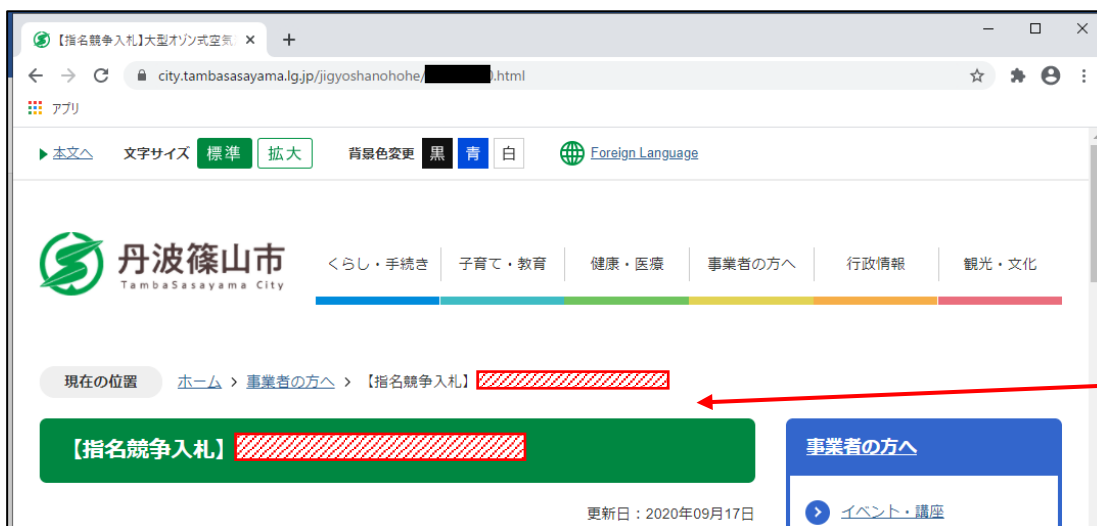 【指名競争入札】大型オゾン式空気
city.tambasasayama.lg.jp/jigyoshanohohe/ .html
アプリ
本文へ 文字サイズ 標準 拡大 背景色変更 黒 青 白 Foreign Language
丹波篠山市
TambaSasayama City
くらし・手続き 子育て・教育 健康・医療 事業者の方へ 行政情報 観光・文化
現在の位置 ホーム > 事業者の方へ > 【指名競争入札】
【指名競争入札】
事業者の方へ
更新日：2020年09月17日
イベント・講座